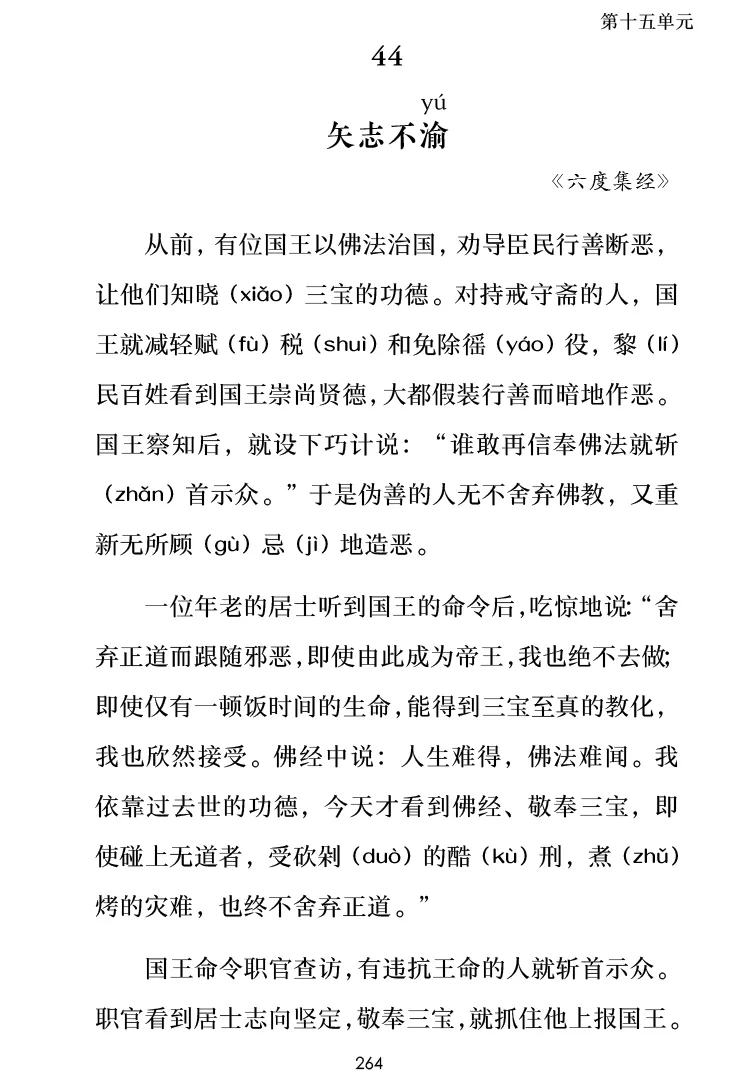 第十五单元
44
yú
矢志不渝
《六度集经》
从前，有位国王以佛法治国，劝导臣民行善断恶，
让他们知晓（xiǎo）三宝的功德。对持戒守斋的人，国
王就减轻赋（fù）税（shuì）和免除徭（yáo）役，黎（lí）
民百姓看到国王崇尚贤德，大都假装行善而暗地作恶。
国王察知后，就设下巧计说：“谁敢再信奉佛法就斩
（zhǎn）首示众。”于是伪善的人无不舍弃佛教，又重
新无所顾（gù）忌（jì）地造恶。
一位年老的居士听到国王的命令后，吃惊地说：“舍
弃正道而跟随邪恶，即使由此成为帝王，我也绝不去做；
即使仅有一顿饭时间的生命，能得到三宝至真的教化，
我也欣然接受。佛经中说：人生难得，佛法难闻。我
依靠过去世的功德，今天才看到佛经、敬奉三宝，即
使碰上无道者，受砍剁（duò）的酷（kù）刑，煮（zhǔ）
烤的灾难，也终不舍弃正道。”
国王命令职官查访，有违抗王命的人就斩首示众。
职官看到居士志向坚定，敬奉三宝，就抓住他上报国王。
264